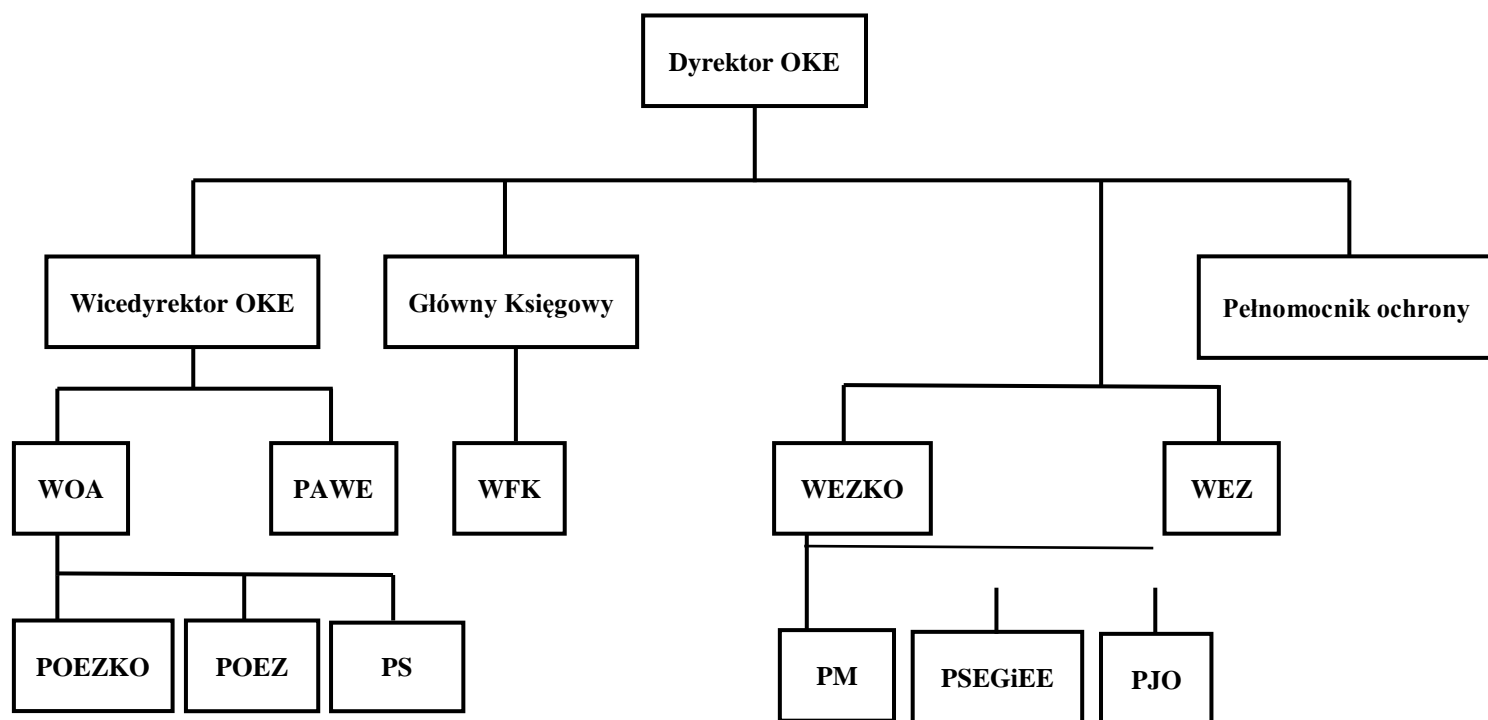 Dyrektor OKE
Wicedyrektor OKE
Główny Księgowy
Pełnomocnik ochrony
WOA
PAWE
WFK
WEZKO
WEZ
POEZKO
POEZ
PS
PM
PSEGiEE
PJO